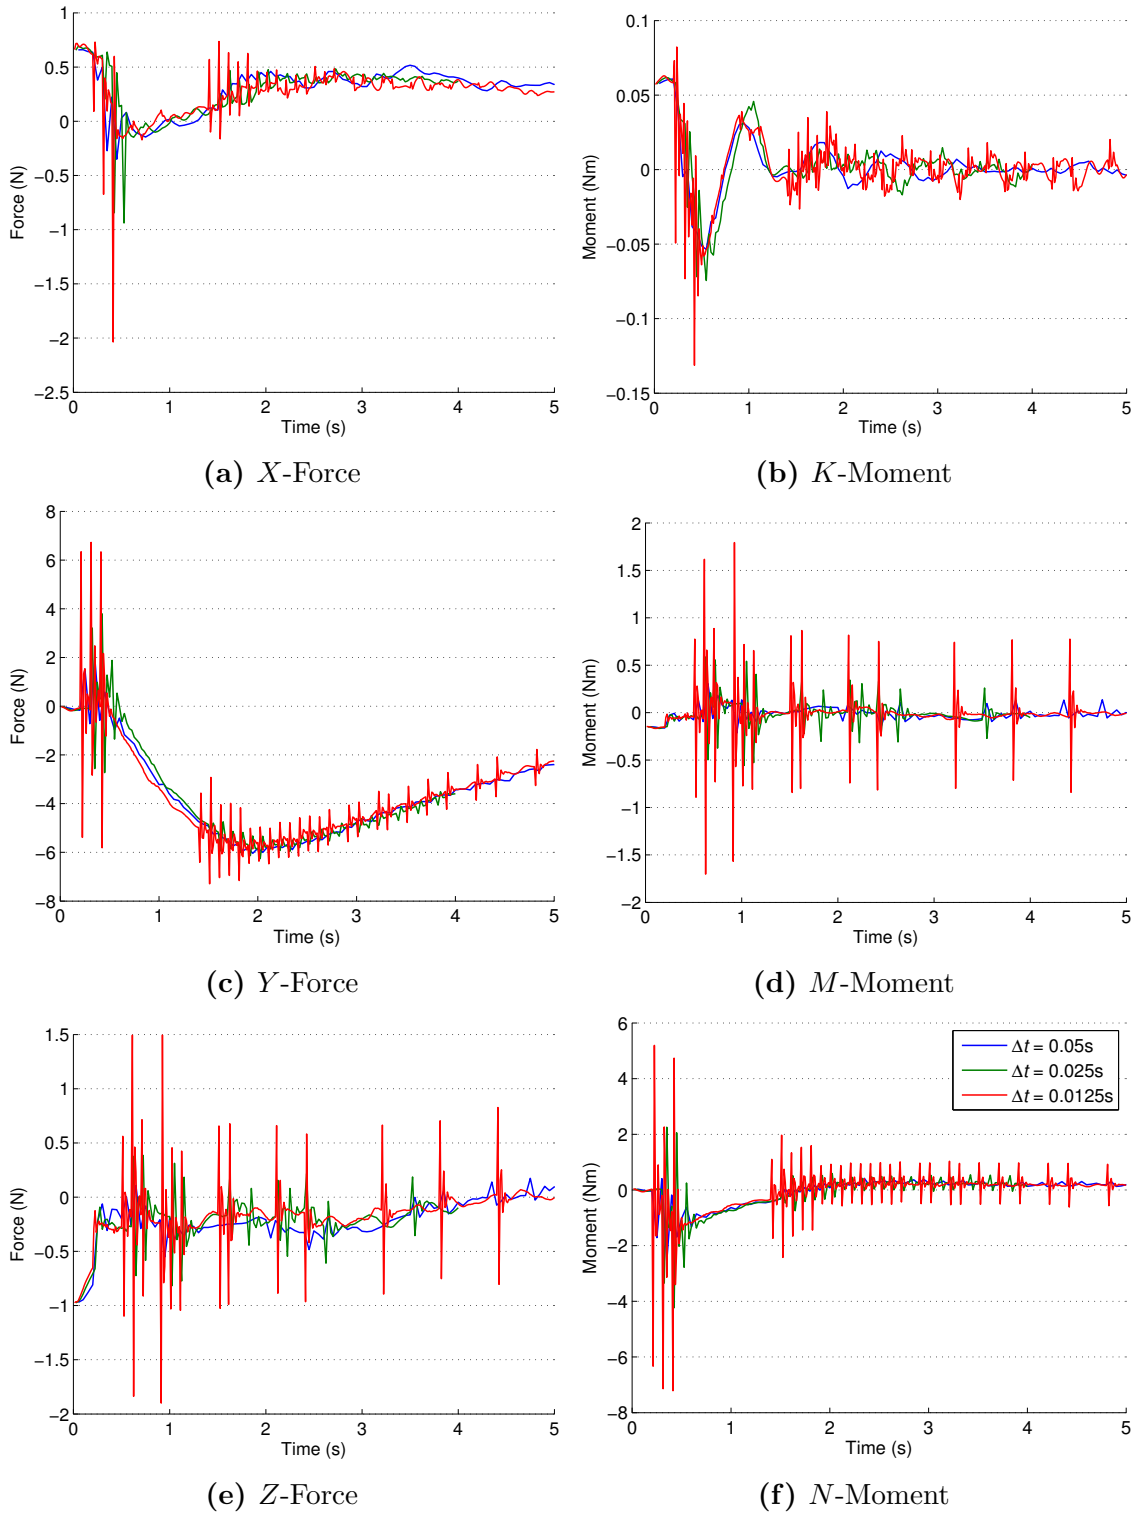 1
0.5
0
−0.5
−1
−1.5
−2
−2.5
Force (N)
0 1 2 3 4 5
Time (s)
(a) X-Force
0.1
0.05
0
−0.05
−0.1
−0.15
Moment (Nm)
0 1 2 3 4 5
Time (s)
(b) K-Moment
8
6
4
2
0
−2
−4
−6
−8
Force (N)
0 1 2 3 4 5
Time (s)
(c) Y-Force
2
1.5
1
0.5
0
−0.5
−1
−1.5
−2
Moment (Nm)
0 1 2 3 4 5
Time (s)
(d) M-Moment
1.5
1
0.5
0
−0.5
−1
−1.5
−2
Force (N)
0 1 2 3 4 5
Time (s)
(e) Z-Force
6
4
2
0
−2
−4
−6
−8
Moment (Nm)
Δt = 0.05s
Δt = 0.025s
Δt = 0.0125s
0 1 2 3 4 5
Time (s)
(f) N-Moment